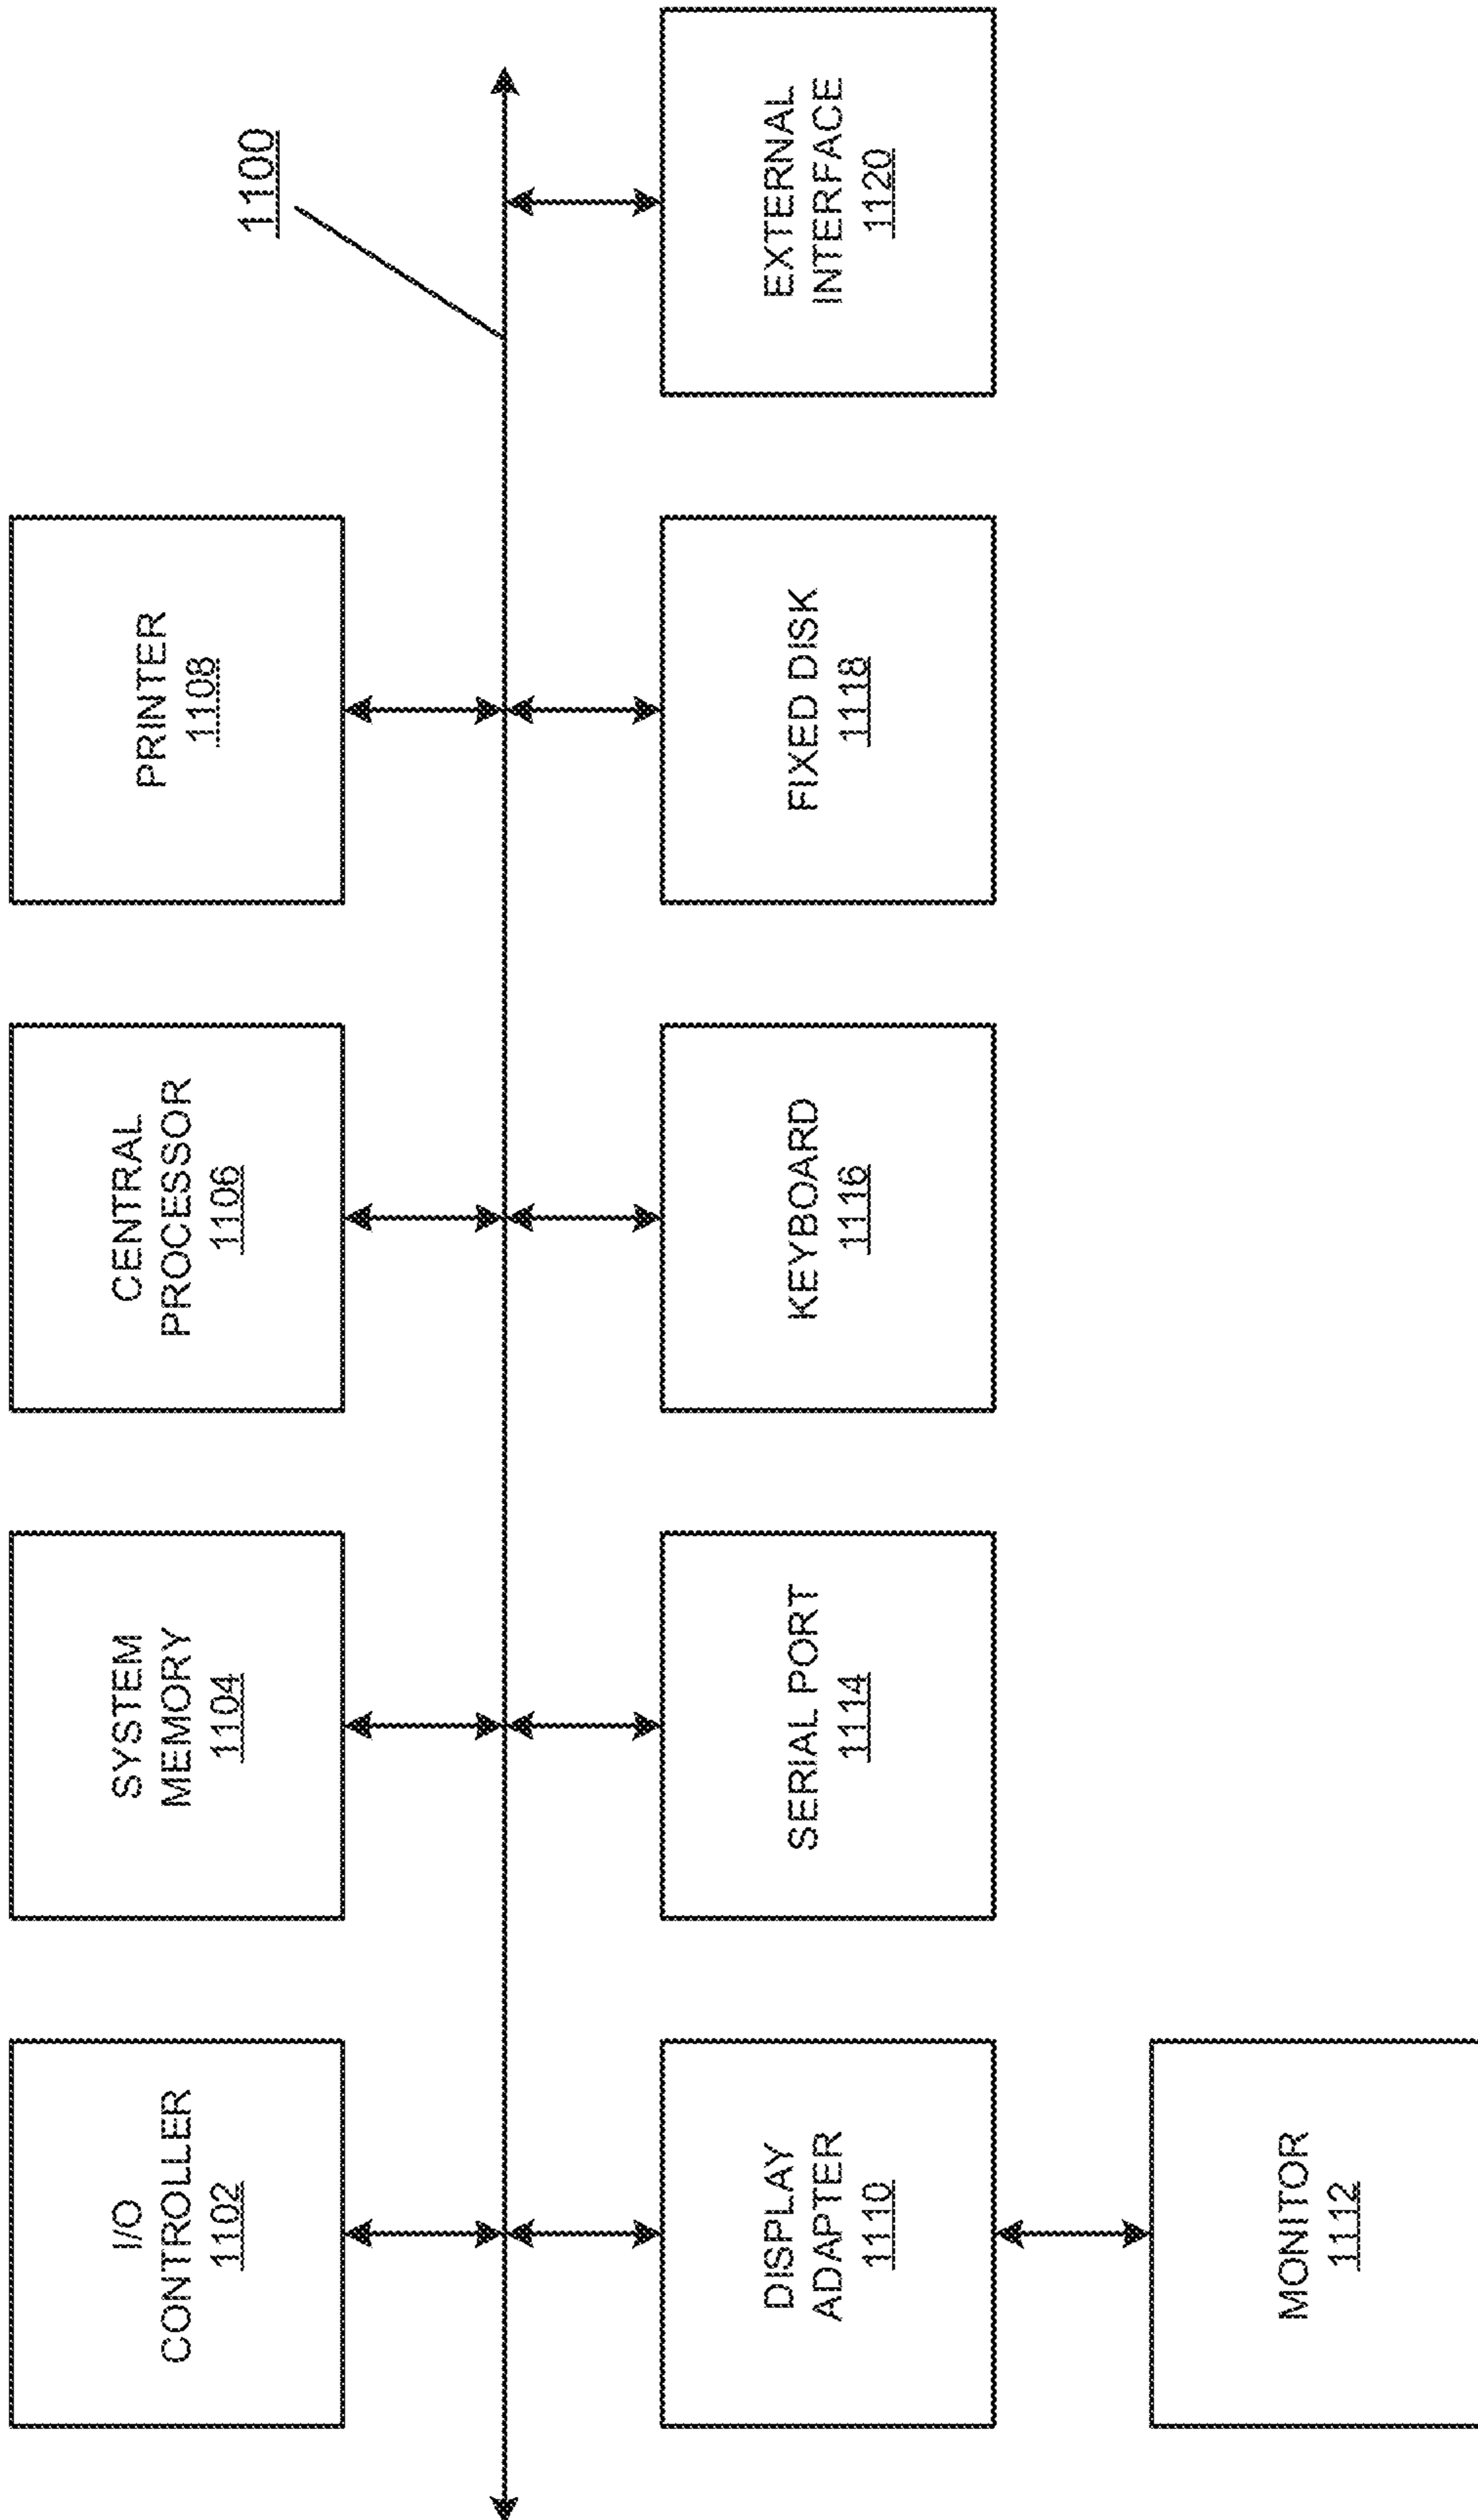 1100
I/O
CONTROLLER
1102
SYSTEM
MEMORY
1104
CENTRAL
PROCESSOR
1106
PRINTER
1108
DISPLAY
ADAPTER
1110
SERIAL PORT
1114
KEYBOARD
1116
FIXED DISK
1118
EXTERNAL
INTERFACE
1120
MONITOR
1112